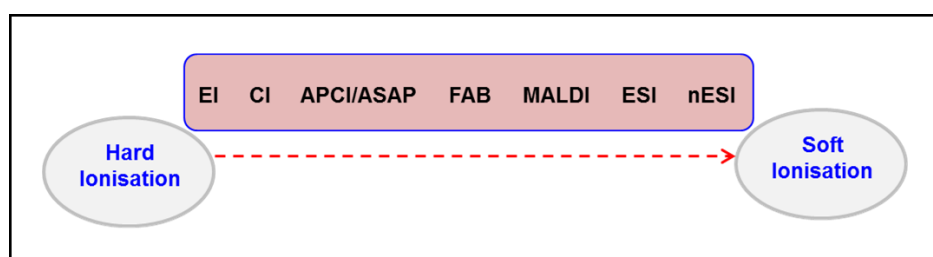 EI CI APCI/ASAP FAB MALDI ESI nESI
Hard
Ionisation
Soft
Ionisation